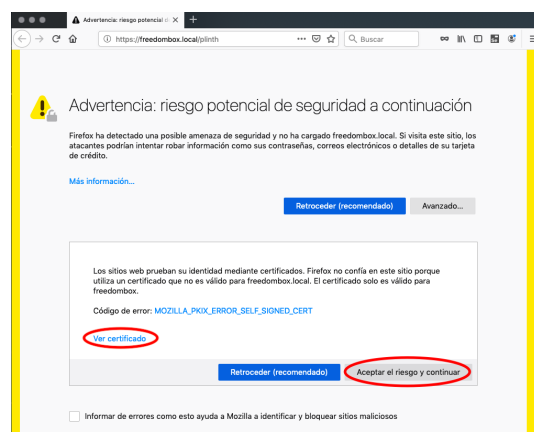 Advertencia: riesgo potencial d
https://freedombox.local/plinth
Buscar
Advertencia: riesgo potencial de seguridad a continuación
Firefox ha detectado una posible amenaza de seguridad y no ha cargado freedombox.local. Si visita este sitio, los
atacantes podrían intentar robar información como sus contraseñas, correos electrónicos o detalles de su tarjeta
de crédito.
Más información...
Retroceder (recomendado)
Avanzado...
Los sitios web prueban su identidad mediante certificados. Firefox no confía en este sitio porque
utiliza un certificado que no es válido para freedombox.local. El certificado solo es válido para
freedombox.
Código de error: MOZILLA_PKIX_ERROR_SELF_SIGNED_CERT
Ver certificado
Retroceder (recomendado)
Aceptar el riesgo y continuar
Informar de errores como esto ayuda a Mozilla a identificar y bloquear sitios maliciosos